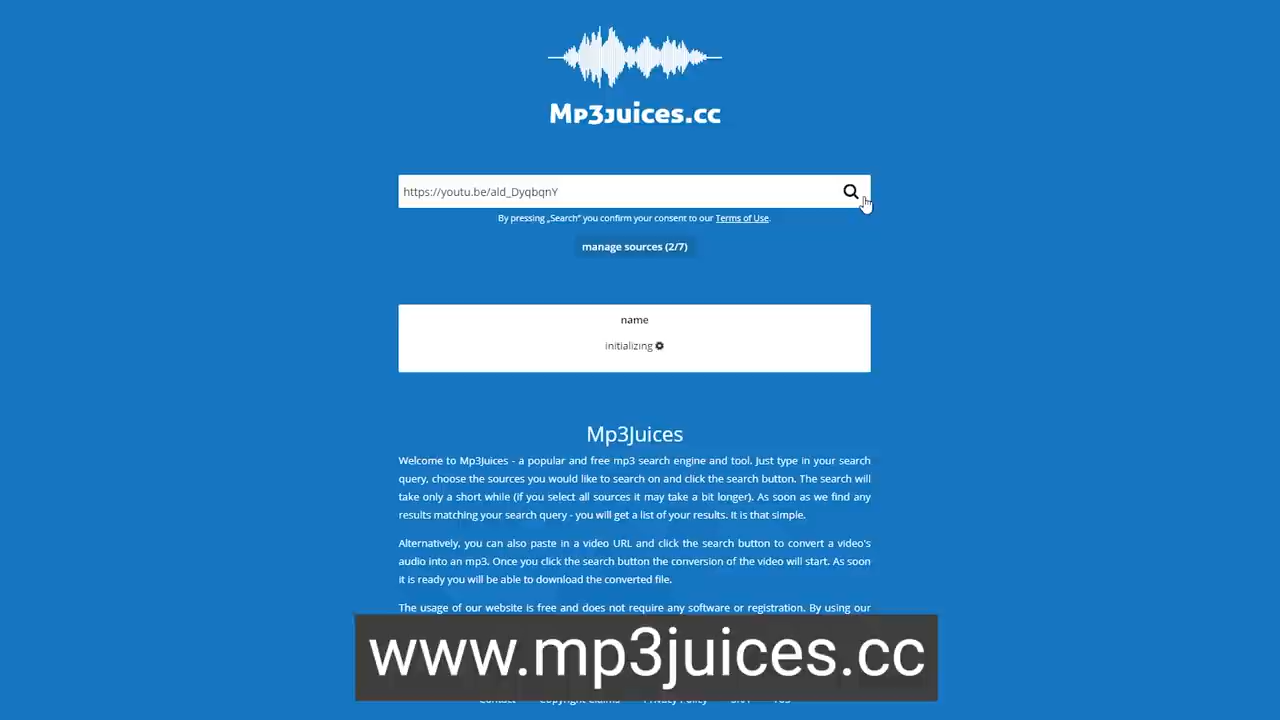 Mp3Juices.cc
https://youtu.be/ald_DyqbqnY
By pressing „Search“ you confirm your consent to our Terms of Use.
manage sources (2/7)
name
initializing
Mp3Juices
Welcome to Mp3Juices - a popular and free mp3 search engine and tool. Just type in your search
query, choose the sources you would like to search on and click the search button. The search will
take only a short while (if you select all sources it may take a bit longer). As soon as we find any
results matching your search query - you will get a list of your results. It is that simple.
Alternatively, you can also paste in a video URL and click the search button to convert a video's
audio into an mp3. Once you click the search button the conversion of the video will start. As soon
it is ready you will be able to download the converted file.
The usage of our website is free and does not require any software or registration. By using our
www.mp3juices.cc
Contact Copyright Claims Privacy Policy